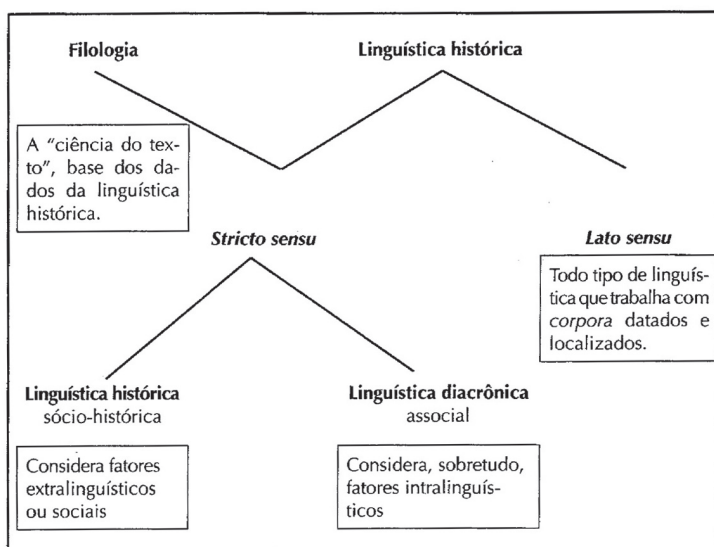 Filologia
Linguística histórica
A “ciência do tex-
to”, base dos da-
dos da linguística
histórica.
Stricto sensu
Lato sensu
Todo tipo de linguís-
tica que trabalha com
corpora datados e
localizados.
Linguística histórica
sócio-histórica
Linguística diacrônica
associal
Considera fatores
extralinguísticos
ou sociais
Considera, sobretudo,
fatores intralinguís-
ticos